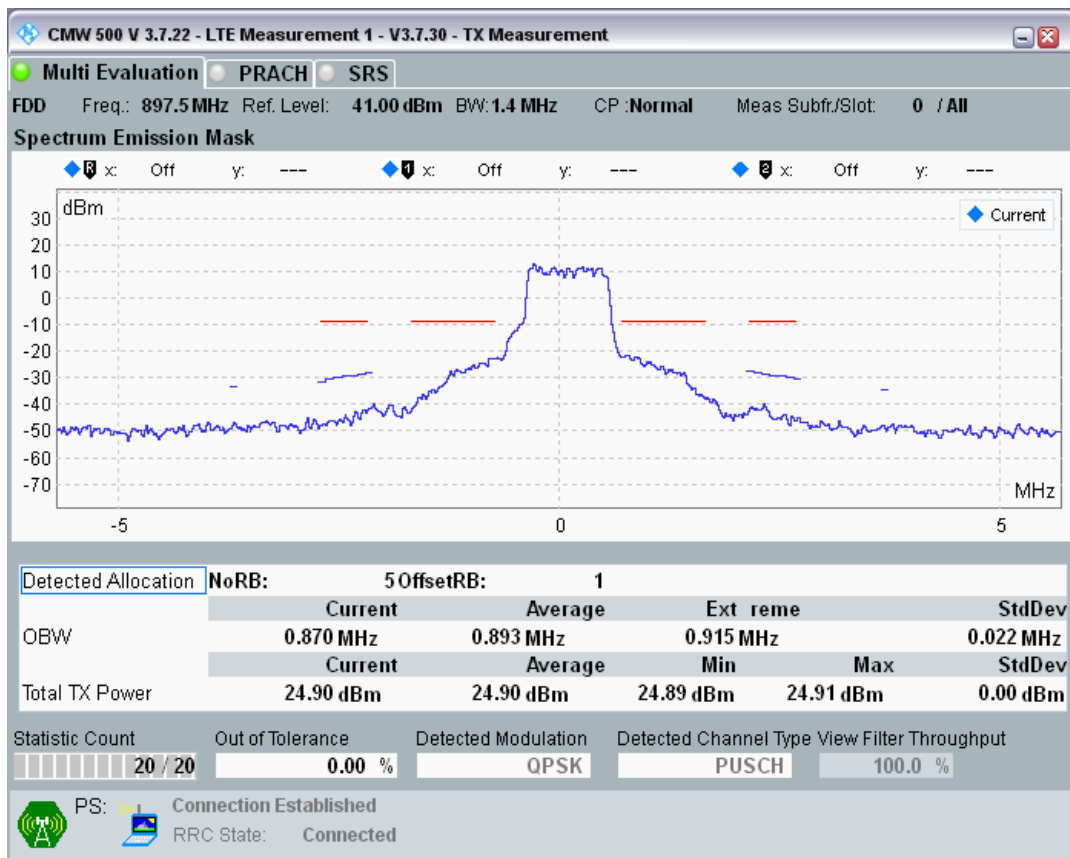 CMW 500 V 3.7.22 - LTE Measurement 1 - V3.7.30 - TX Measurement
Multi Evaluation PRACH SRS
FDD Freq.: 897.5 MHz Ref. Level: 41.00 dBm BW: 1.4 MHz CP :Normal Meas Subfr./Slot: 0 / All
Spectrum Emission Mask
R x: Off y: --- 1 x: Off y: --- 2 x: Off y: ---
dBm
Current
30
20
10
0
-10
-20
-30
-40
-50
-60
-70
MHz
-5 0 5
Detected Allocation NoRB: 5 OffsetRB: 1
Current Average Ext reme StdDev
OBW 0.870 MHz 0.893 MHz 0.915 MHz 0.022 MHz
Current Average Min Max StdDev
Total TX Power 24.90 dBm 24.90 dBm 24.89 dBm 24.91 dBm 0.00 dBm
Statistic Count Out of Tolerance Detected Modulation Detected Channel Type View Filter Throughput
20 / 20 0.00 % QPSK PUSCH 100.0 %
PS: Connection Established
RRC State: Connected